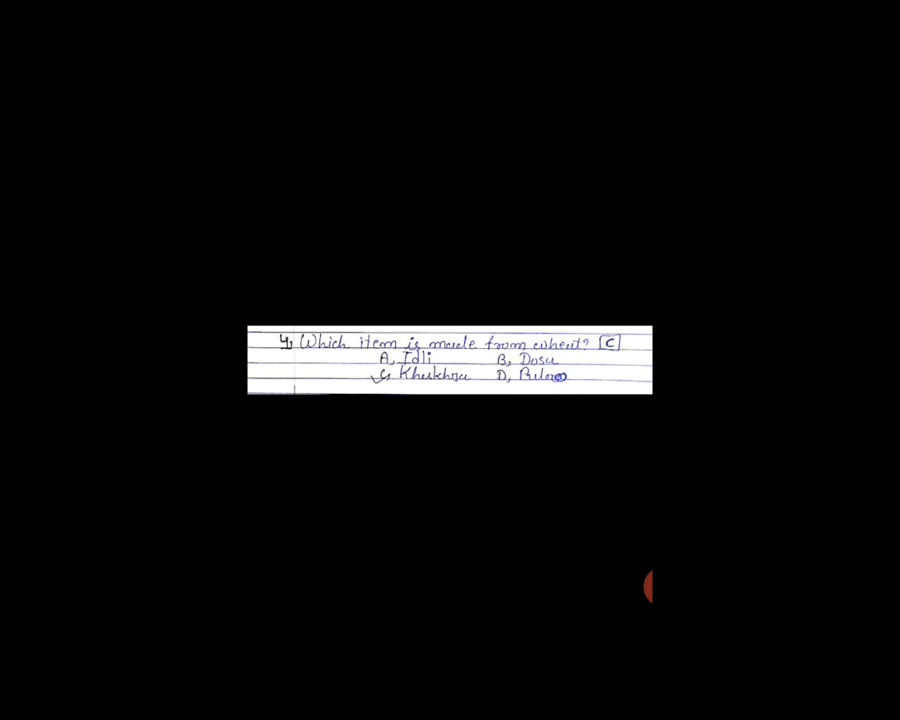 4, Which item is made from wheat? [C]
A, Idli B, Dosa
C, Khakhra D,